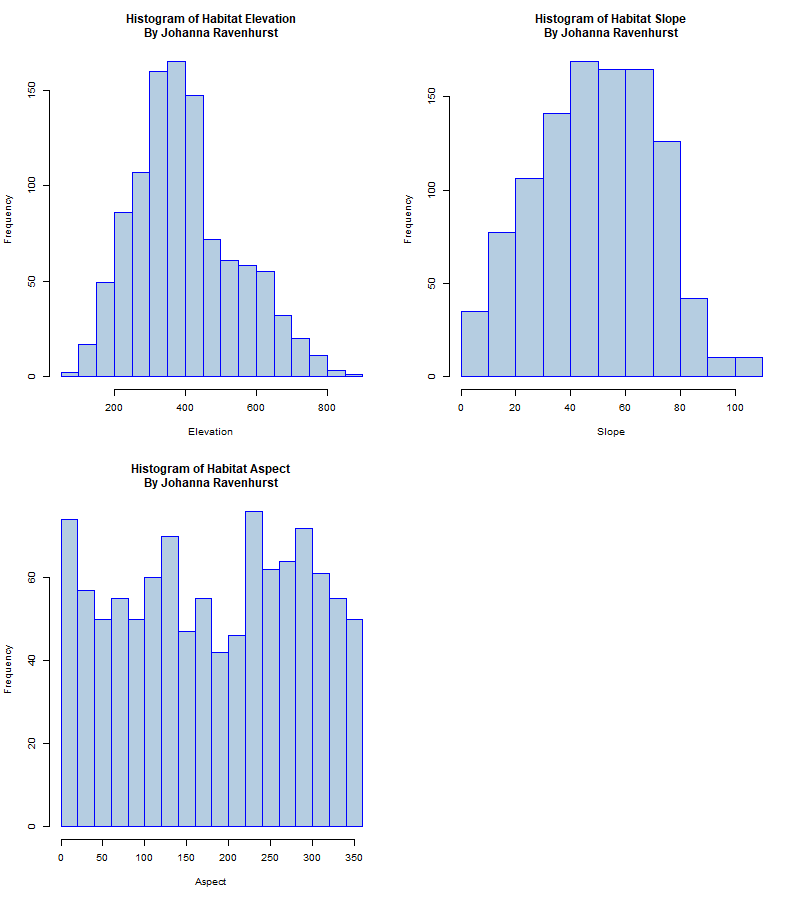 Histogram of Habitat Elevation
By Johanna Ravenhurst
Frequency
150
100
50
0
200 400 600 800
Elevation
Histogram of Habitat Slope
By Johanna Ravenhurst
Frequency
150
100
50
0
0 20 40 60 80 100
Slope
Histogram of Habitat Aspect
By Johanna Ravenhurst
Frequency
60
40
20
0
0 50 100 150 200 250 300 350
Aspect